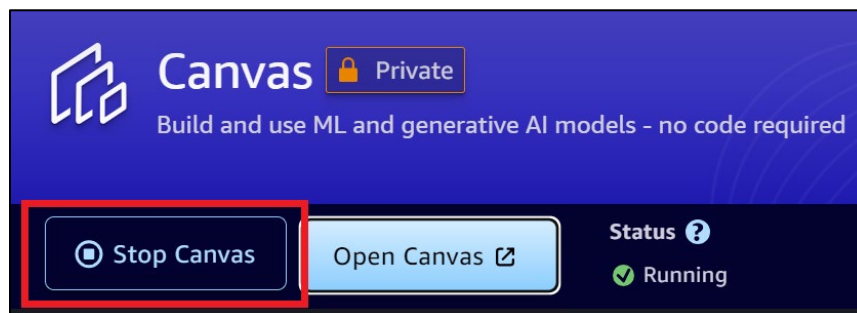 Canvas Private
Build and use ML and generative AI models - no code required
Stop Canvas Open Canvas Status
Running